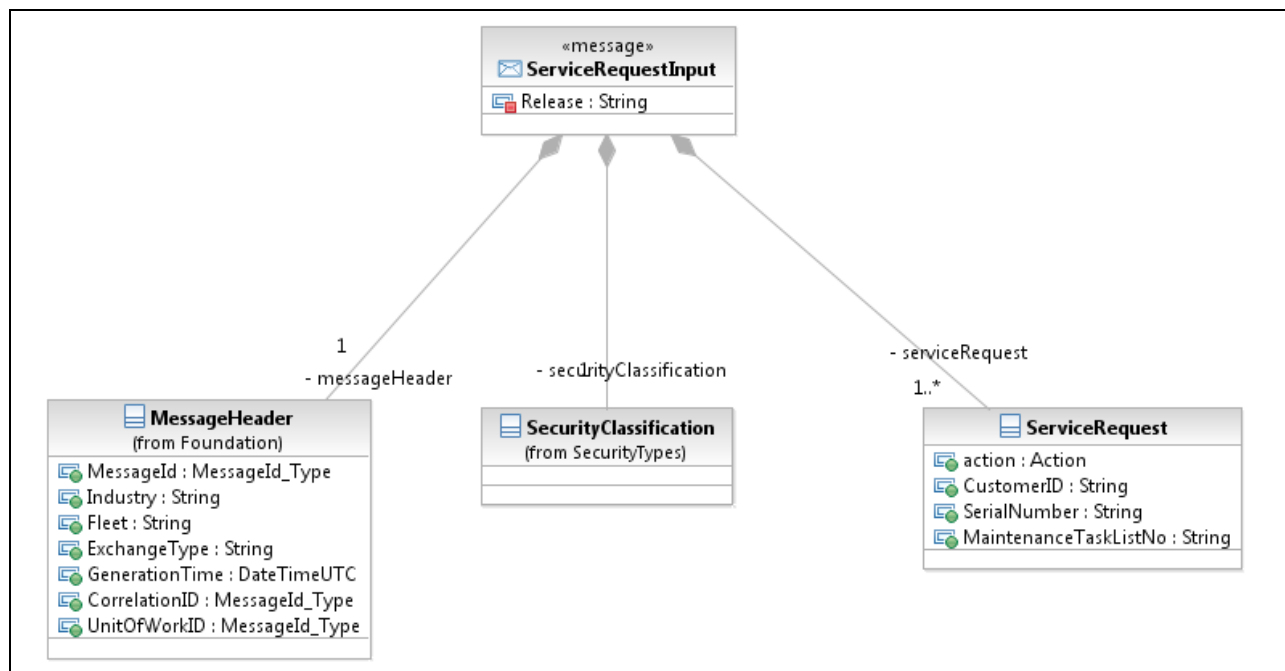 «message»
ServiceRequestInput
Release : String
1
- messageHeader
- securityClassification
1
- serviceRequest
1..*
MessageHeader
(from Foundation)
MessageId : MessageId_Type
Industry : String
Fleet : String
ExchangeType : String
GenerationTime : DateTimeUTC
CorrelationID : MessageId_Type
UnitOfWorkID : MessageId_Type
SecurityClassification
(from SecurityTypes)
ServiceRequest
action : Action
CustomerID : String
SerialNumber : String
MaintenanceTaskListNo : String